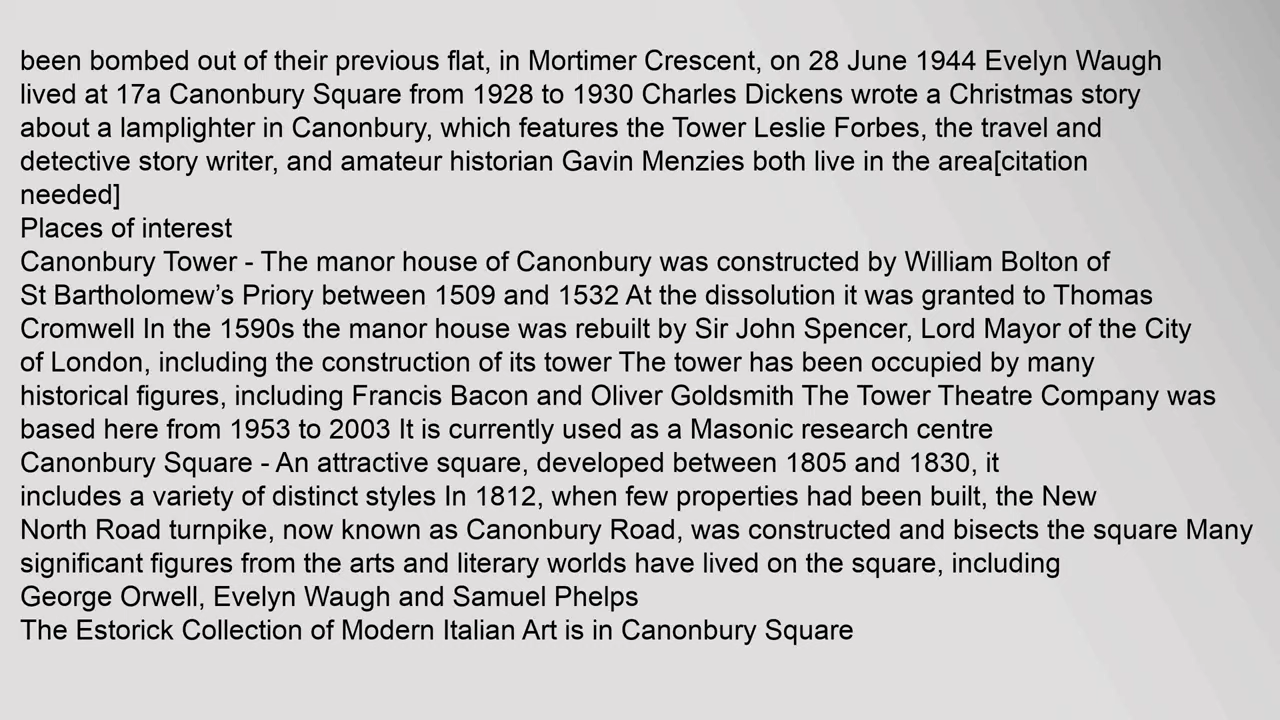 been bombed out of their previous flat, in Mortimer Crescent, on 28 June 1944 Evelyn Waugh
lived at 17a Canonbury Square from 1928 to 1930 Charles Dickens wrote a Christmas story
about a lamplighter in Canonbury, which features the Tower Leslie Forbes, the travel and
detective story writer, and amateur historian Gavin Menzies both live in the area[citation
needed]
Places of interest
Canonbury Tower - The manor house of Canonbury was constructed by William Bolton of
St Bartholomew’s Priory between 1509 and 1532 At the dissolution it was granted to Thomas
Cromwell In the 1590s the manor house was rebuilt by Sir John Spencer, Lord Mayor of the City
of London, including the construction of its tower The tower has been occupied by many
historical figures, including Francis Bacon and Oliver Goldsmith The Tower Theatre Company was
based here from 1953 to 2003 It is currently used as a Masonic research centre
Canonbury Square - An attractive square, developed between 1805 and 1830, it
includes a variety of distinct styles In 1812, when few properties had been built, the New
North Road turnpike, now known as Canonbury Road, was constructed and bisects the square Many
significant figures from the arts and literary worlds have lived on the square, including
George Orwell, Evelyn Waugh and Samuel Phelps
The Estorick Collection of Modern Italian Art is in Canonbury Square